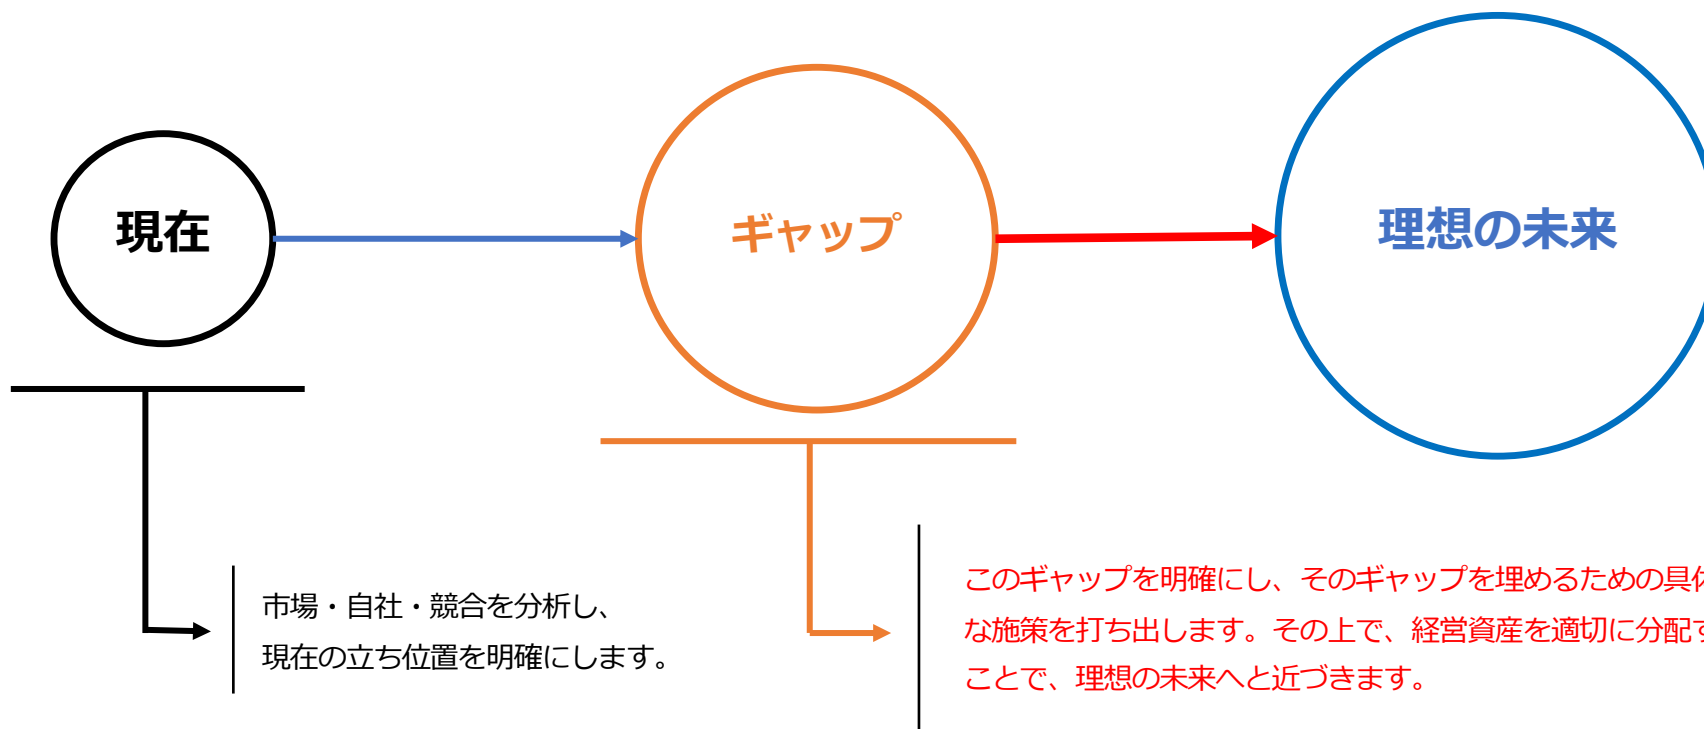 現在
ギャップ
理想の未来
市場・自社・競合を分析し、
現在の立ち位置を明確にします。
このギャップを明確にし、そのギャップを埋めるための具体
な施策を打ち出します。その上で、経営資産を適切に分配す
ことで、理想の未来へと近づきます。